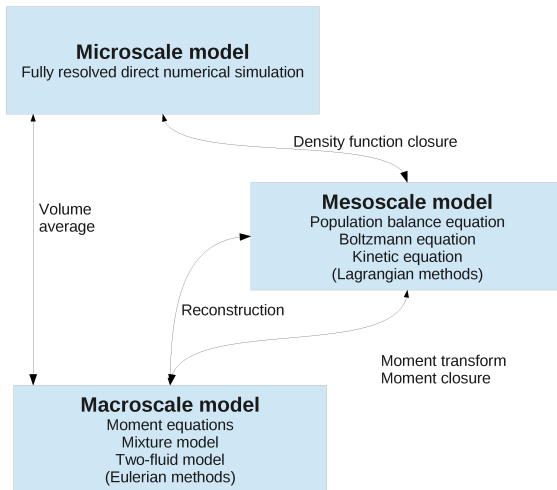 Microscale model
Fully resolved direct numerical simulation
Density function closure
Volume
average
Mesoscale model
Population balance equation
Boltzmann equation
Kinetic equation
(Lagrangian methods)
Reconstruction
Moment transform
Moment closure
Macroscale model
Moment equations
Mixture model
Two-fluid model
(Eulerian methods)